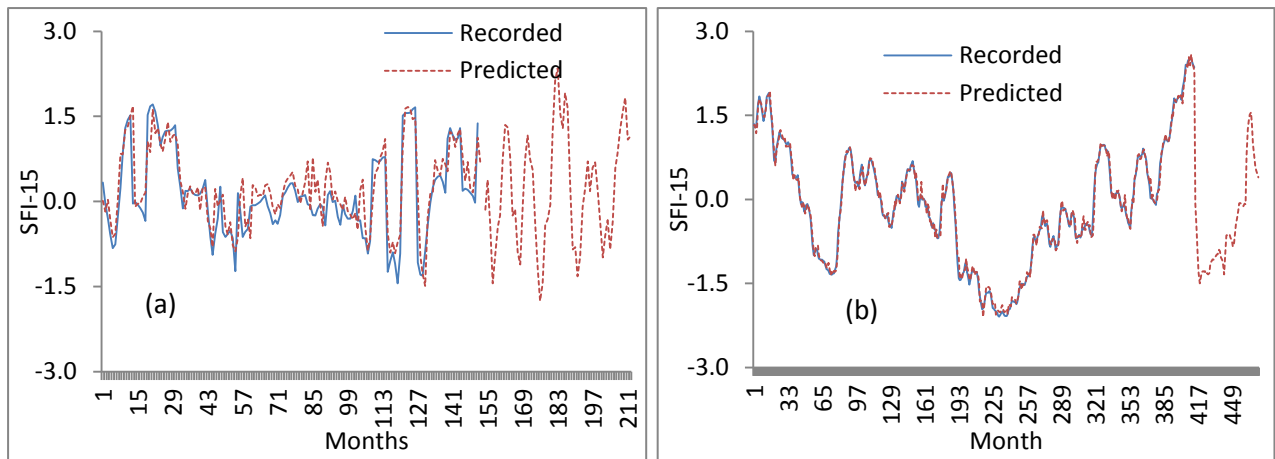 3.0
1.5
0.0
-1.5
-3.0
SFI-15
Recorded
Predicted
(a)
1 15 29 43 57 71 85 99 113 127 141 155 169 183 197 211
Months
3.0
1.5
0.0
-1.5
-3.0
SFI-15
Recorded
Predicted
(b)
1 33 65 97 129 161 193 225 257 289 321 353 385 417 449
Month